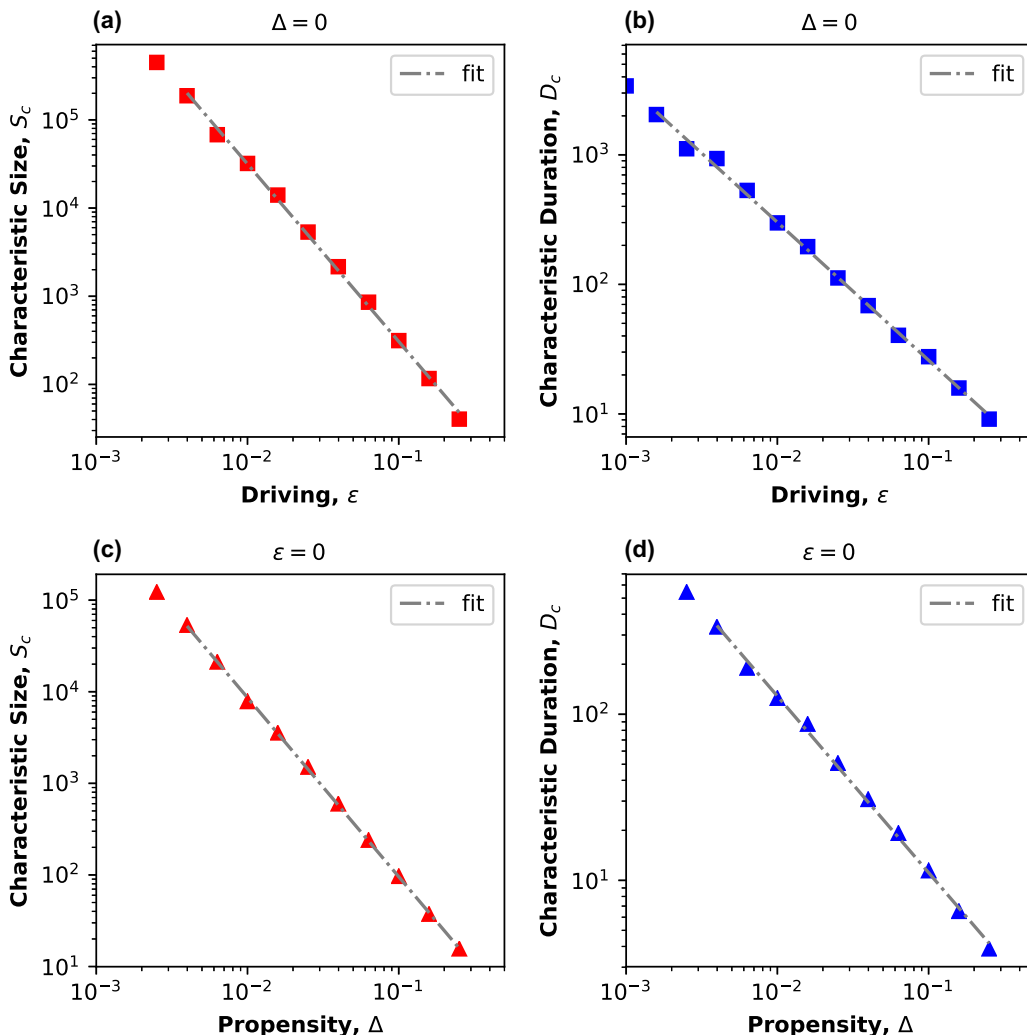 (a)
Δ = 0
fit
Characteristic Size, S_c
10^5
10^4
10^3
10^2
10^−3
10^−2
10^−1
Driving, ε
(b)
Δ = 0
fit
Characteristic Duration, D_c
10^3
10^2
10^1
10^−3
10^−2
10^−1
Driving, ε
(c)
ε = 0
fit
Characteristic Size, S_c
10^5
10^4
10^3
10^2
10^1
10^−3
10^−2
10^−1
Propensity, Δ
(d)
ε = 0
fit
Characteristic Duration, D_c
10^2
10^1
10^−3
10^−2
10^−1
Propensity, Δ